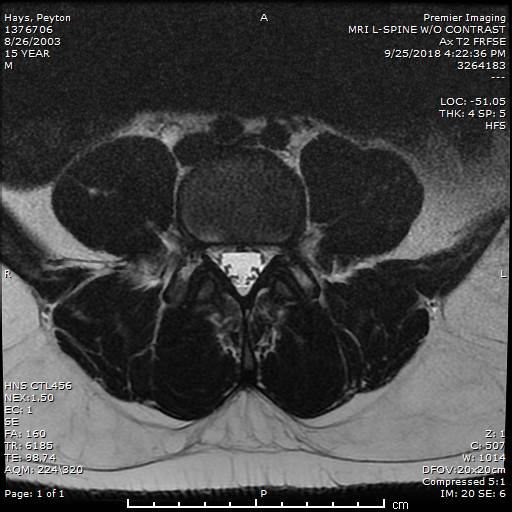 Hays, Peyton
1376706
8/26/2003
15 YEAR
M
A
Premier Imaging
MRI L-SPINE W/O CONTRAST
Ax T2 FRFSE
9/25/2018 4:22:36 PM
3264183
---
LOC: -51.05
THK: 4 SP: 5
HFS
R
L
HNS CTL456
NEX:1.50
EC: 1
SE
FA: 160
TR: 6185
TE: 98.74
AQM: 224\320
Page: 1 of 1
P
cm
Z: 1
C: 507
W: 1014
DFOV:20x20cm
Compressed 5:1
IM: 20 SE: 6